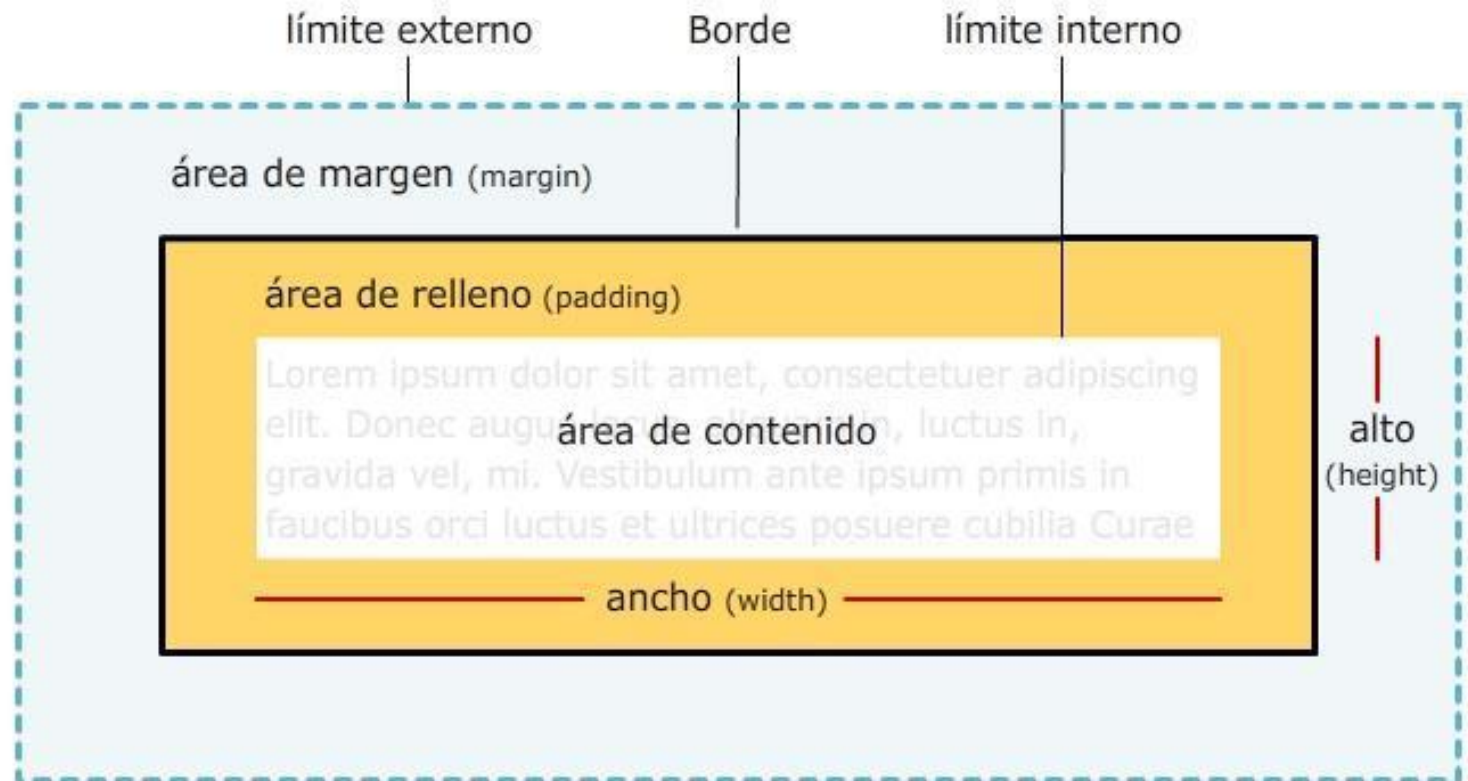 límite externo
Borde
límite interno
área de margen (margin)
área de relleno (padding)
Lorem ipsum dolor sit amet, consectetuer adipiscing
elit. Donec augue in, luctus in,
área de contenido
gravida vel, mi. Vestibulum ante ipsum primis in
faucibus orci luctus et ultrices posuere cubilia Curae
alto
(height)
ancho (width)